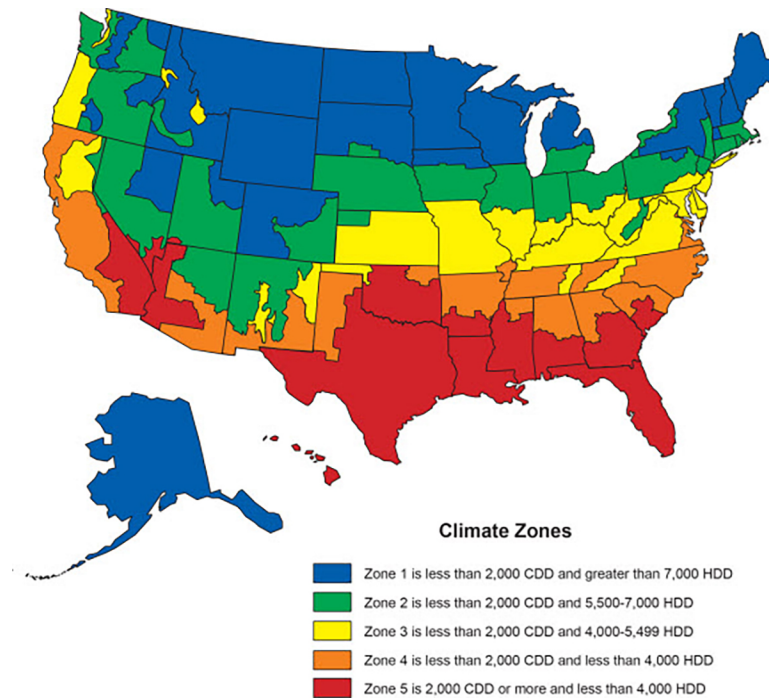 Climate Zones
Zone 1 is less than 2,000 CDD and greater than 7,000 HDD
Zone 2 is less than 2,000 CDD and 5,500-7,000 HDD
Zone 3 is less than 2,000 CDD and 4,000-5,499 HDD
Zone 4 is less than 2,000 CDD and less than 4,000 HDD
Zone 5 is 2,000 CDD or more and less than 4,000 HDD